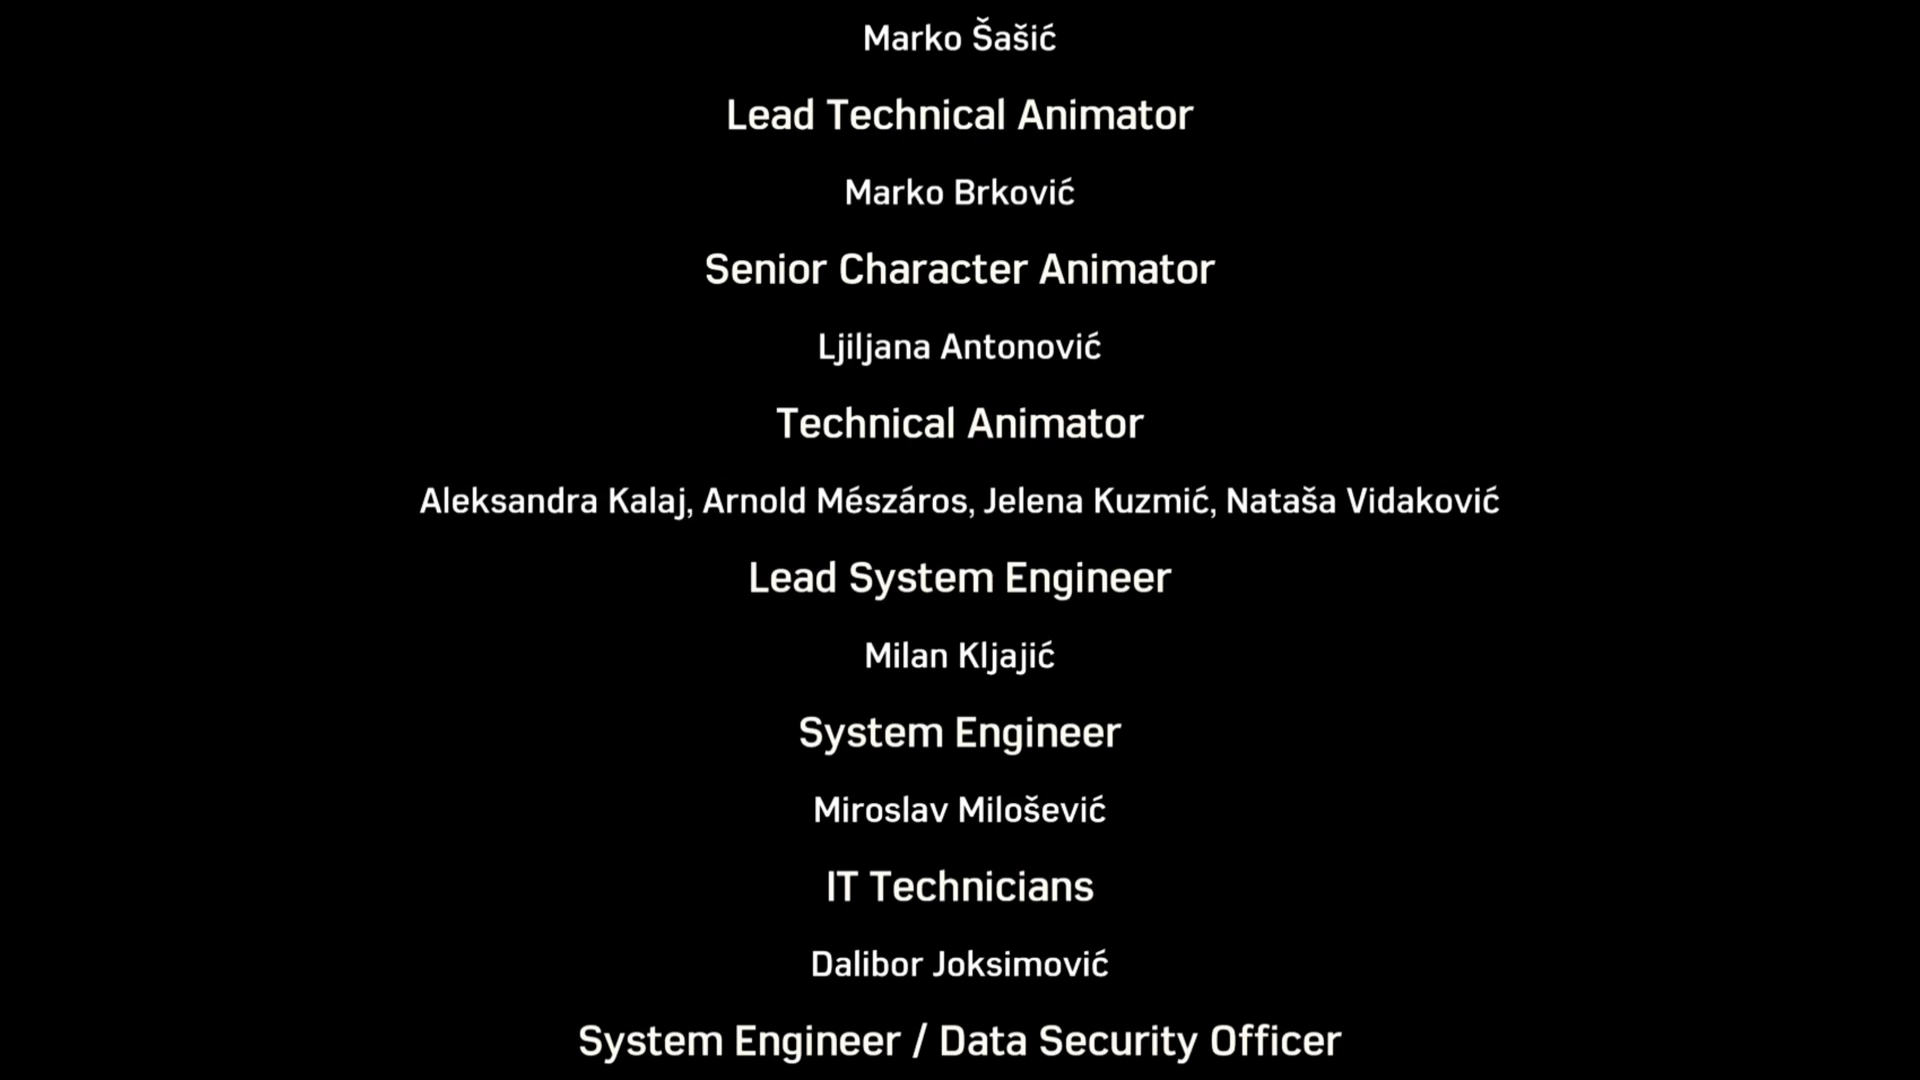 Marko Šašić
Lead Technical Animator
Marko Brković
Senior Character Animator
Ljiljana Antonović
Technical Animator
Aleksandra Kalaj, Arnold Mészáros, Jelena Kuzmić, Nataša Vidaković
Lead System Engineer
Milan Kljajić
System Engineer
Miroslav Milošević
IT Technicians
Dalibor Joksimović
System Engineer / Data Security Officer